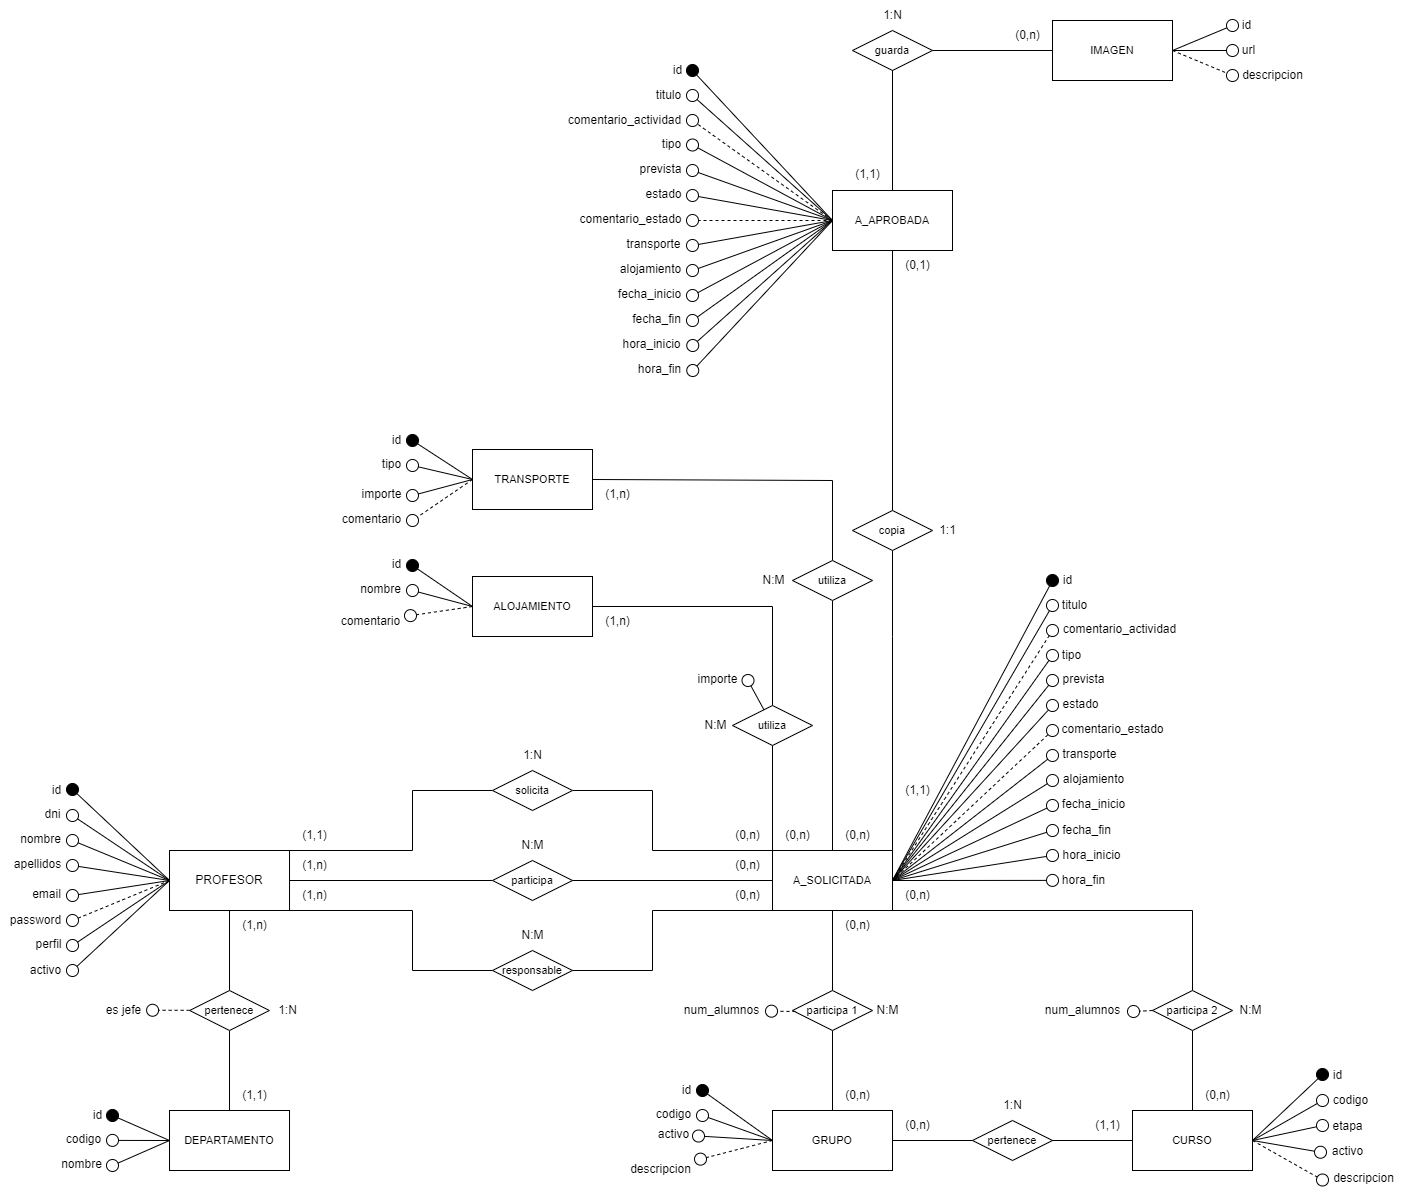 1:N
guarda
(0,n)
IMAGEN
id
url
descripcion
(1,1)
id
titulo
comentario_actividad
tipo
prevista
estado
comentario_estado
transporte
alojamiento
fecha_inicio
fecha_fin
hora_inicio
hora_fin
A_APROBADA
(0,1)
copia
1:1
id
tipo
importe
comentario
TRANSPORTE
(1,n)
N:M
utiliza
id
nombre
comentario
ALOJAMIENTO
(1,n)
importe
N:M
utiliza
id
titulo
comentario_actividad
tipo
prevista
estado
comentario_estado
transporte
alojamiento
fecha_inicio
fecha_fin
hora_inicio
hora_fin
(1,1)
1:N
solicita
(1,1)
(0,n)
(0,n)
(0,n)
id
dni
nombre
apellidos
email
password
perfil
activo
PROFESOR
N:M
(1,n)
participa
(0,n)
A_SOLICITADA
(1,n)
(0,n)
(0,n)
N:M
responsable
(1,n)
(0,n)
es jefe
pertenece
1:N
num_alumnos
participa 1
N:M
num_alumnos
participa 2
N:M
(1,1)
id
codigo
nombre
DEPARTAMENTO
(0,n)
id
codigo
activo
descripcion
GRUPO
(0,n)
1:N
pertenece
(1,1)
(0,n)
CURSO
id
codigo
etapa
activo
descripcion